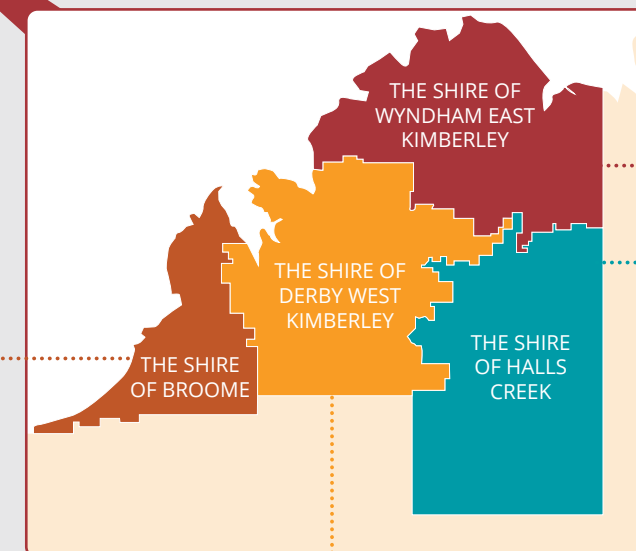 THE SHIRE OF
WYNDHAM EAST
KIMBERLEY
THE SHIRE OF
DERBY WEST
KIMBERLEY
THE SHIRE
OF HALLS
CREEK
THE SHIRE
OF BROOME